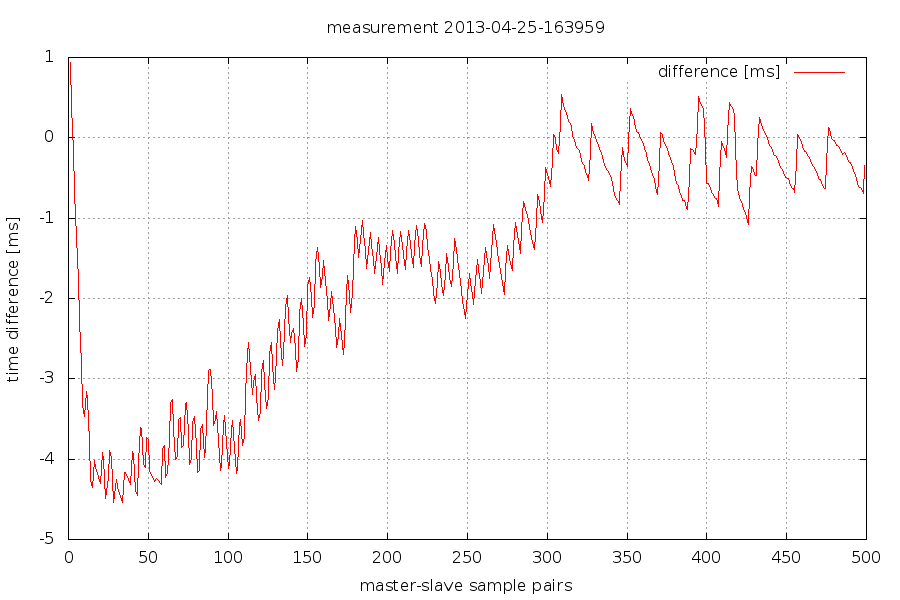 measurement 2013-04-25-163959
difference [ms]
1
0
-1
-2
-3
-4
-5
time difference [ms]
0 50 100 150 200 250 300 350 400 450 500
master-slave sample pairs